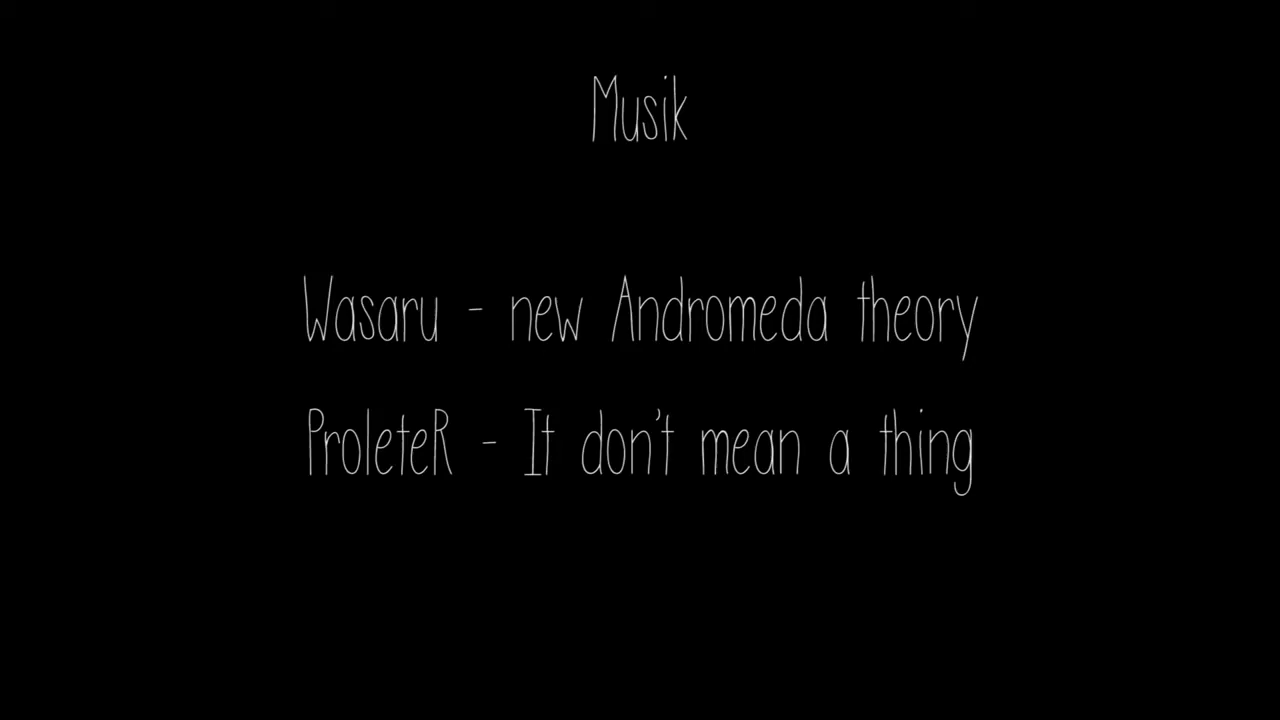 Musik
Wasaru - new Andromeda theory
ProleteR - It don't mean a thing